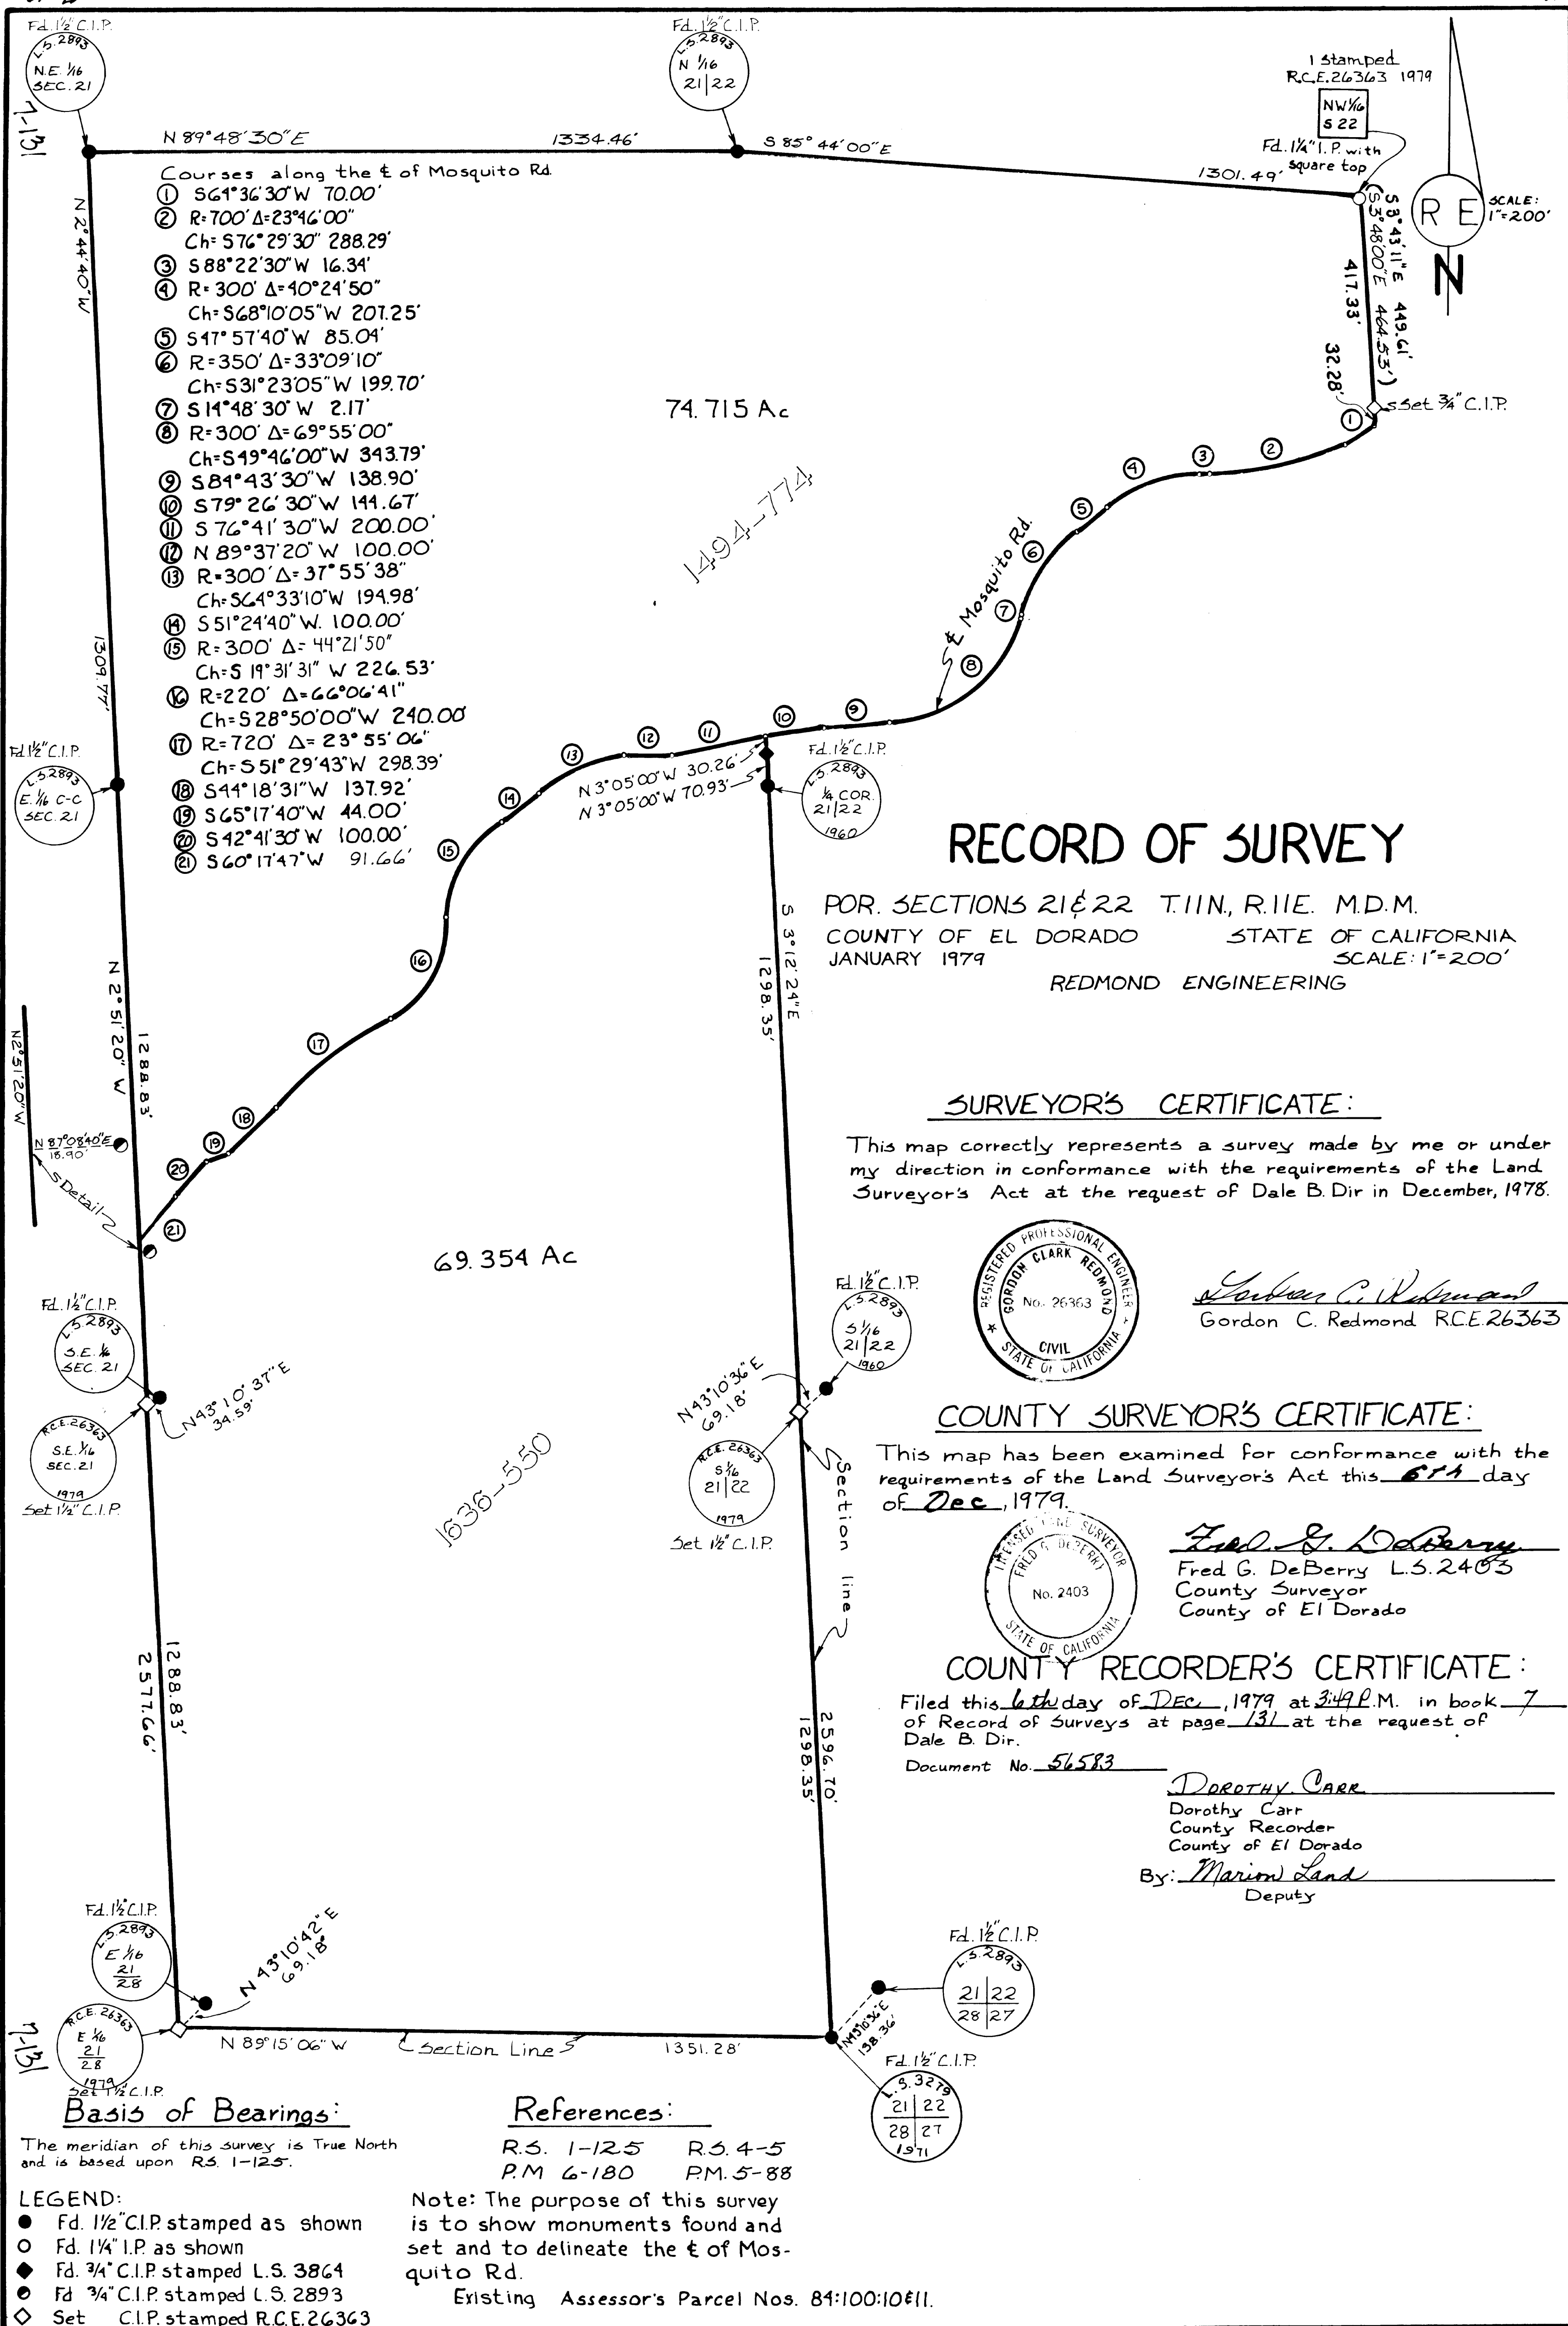 Fd. 1½" C.I.P.
L.S. 2893
N.E. 1/16
SEC. 21
Fd. 1½" C.I.P.
L.S. 2893
N 1/16
21|22
1 stamped
R.C.E. 26363 1979
NW 1/16
S 22
Fd. 1¼" I.P. with
square top
7-131
N 89°48'30"E 1334.46'
S 85°44'00"E
1301.49'
R E
SCALE:
1"=200'
N
S 3°43'11"E 449.61'
(S 3°48'00"E 464.53')
417.33'
32.28'
Set ¾" C.I.P.
N 2°44'40"W
1309.77'
Courses along the ℄ of Mosquito Rd.
① S64°36'30"W 70.00'
② R=700' Δ=23°46'00"
Ch=S76°29'30" 288.29'
③ S88°22'30"W 16.34'
④ R=300' Δ=40°24'50"
Ch=S68°10'05"W 207.25'
⑤ S47°57'40"W 85.04'
⑥ R=350' Δ=33°09'10"
Ch=S31°23'05"W 199.70'
⑦ S14°48'30"W 2.17'
⑧ R=300' Δ=69°55'00"
Ch=S49°46'00"W 343.79'
⑨ S84°43'30"W 138.90'
⑩ S79°26'30"W 144.67'
⑪ S76°41'30"W 200.00'
⑫ N89°37'20"W 100.00'
⑬ R=300' Δ=37°55'38"
Ch=S64°33'10"W 194.98'
⑭ S51°24'40"W. 100.00'
⑮ R=300' Δ=44°21'50"
Ch=S 19°31'31" W 226.53'
⑯ R=220' Δ=66°06'41"
Ch=S28°50'00"W 240.00'
⑰ R=720' Δ=23°55'06"
Ch=S51°29'43"W 298.39'
⑱ S44°18'31"W 137.92'
⑲ S65°17'40"W 44.00'
⑳ S42°41'30"W 100.00'
㉑ S60°17'47"W 91.66'
74.715 Ac
1494-774
℄ Mosquito Rd.
①
②
③
④
⑤
⑥
⑦
⑧
⑨
⑩
⑪
⑫
⑬
⑭
⑮
⑯
⑰
⑱
⑲
⑳
㉑
N 3°05'00"W 30.26'
N 3°05'00"W 70.93'
Fd. 1½" C.I.P.
L.S. 2893
¼ COR.
21|22
1960
Fd. 1½" C.I.P.
L.S. 2893
E. 1/16 C-C
SEC. 21
RECORD OF SURVEY
POR. SECTIONS 21 & 22 T.11N., R.11E. M.D.M.
COUNTY OF EL DORADO STATE OF CALIFORNIA
JANUARY 1979 SCALE: 1"=200'
REDMOND ENGINEERING
S 3°12'24"E
1298.35'
N 2°51'20" W
1288.83'
N2°51'20"W
N 87°08'40"E
18.90'
Detail
69.354 Ac
1636-550
SURVEYOR'S CERTIFICATE:
This map correctly represents a survey made by me or under
my direction in conformance with the requirements of the Land
Surveyor's Act at the request of Dale B. Dir in December, 1978.
REGISTERED PROFESSIONAL ENGINEER
GORDON CLARK REDMOND
No. 26363
CIVIL
STATE OF CALIFORNIA
Gordon C. Redmond
Gordon C. Redmond R.C.E. 26363
Fd. 1½" C.I.P.
L.S. 2893
S.E. 1/16
SEC. 21
N43°10'37"E
34.59'
R.C.E. 26363
S.E. 1/16
SEC. 21
1979
Set 1½" C.I.P.
Fd. 1½" C.I.P.
L.S. 2893
S 1/16
21|22
1960
N43°10'36"E
69.18'
R.C.E. 26363
S 1/16
21|22
1979
Set 1½" C.I.P.
Section line
COUNTY SURVEYOR'S CERTIFICATE:
This map has been examined for conformance with the
requirements of the Land Surveyor's Act this 6th day
of Dec, 1979.
LICENSED LAND SURVEYOR
FRED G. DEBERRY
No. 2403
STATE OF CALIFORNIA
Fred G. DeBerry
Fred G. DeBerry L.S. 2403
County Surveyor
County of El Dorado
COUNTY RECORDER'S CERTIFICATE:
Filed this 6th day of DEC., 1979 at 3:49 P.M. in book 7
of Record of Surveys at page 131 at the request of
Dale B. Dir.
Document No. 56583
DOROTHY CARR
Dorothy Carr
County Recorder
County of El Dorado
By: Marion Land
Deputy
1288.83'
2577.66'
2596.70'
1298.35'
Fd. 1½" C.I.P.
L.S. 2893
E 1/16
21
28
N 43°10'42"E
69.18'
R.C.E. 26363
E 1/16
21
28
1979
Set 1½" C.I.P.
7-131
N 89°15'06"W Section Line 1351.28'
Fd. 1½" C.I.P.
L.S. 2893
21|22
28|27
N43°10'36"E
138.36'
Fd. 1½" C.I.P.
L.S. 3279
21|22
28|27
1971
Basis of Bearings:
The meridian of this survey is True North
and is based upon R.S. 1-125.
References:
R.S. 1-125 R.S. 4-5
P.M 6-180 P.M. 5-88
LEGEND:
● Fd. 1½" C.I.P. stamped as shown
○ Fd. 1¼" I.P. as shown
◆ Fd. ¾" C.I.P. stamped L.S. 3864
◐ Fd ¾" C.I.P. stamped L.S. 2893
◇ Set C.I.P. stamped R.C.E. 26363
Note: The purpose of this survey
is to show monuments found and
set and to delineate the ℄ of Mos-
quito Rd.
Existing Assessor's Parcel Nos. 84:100:10&11.